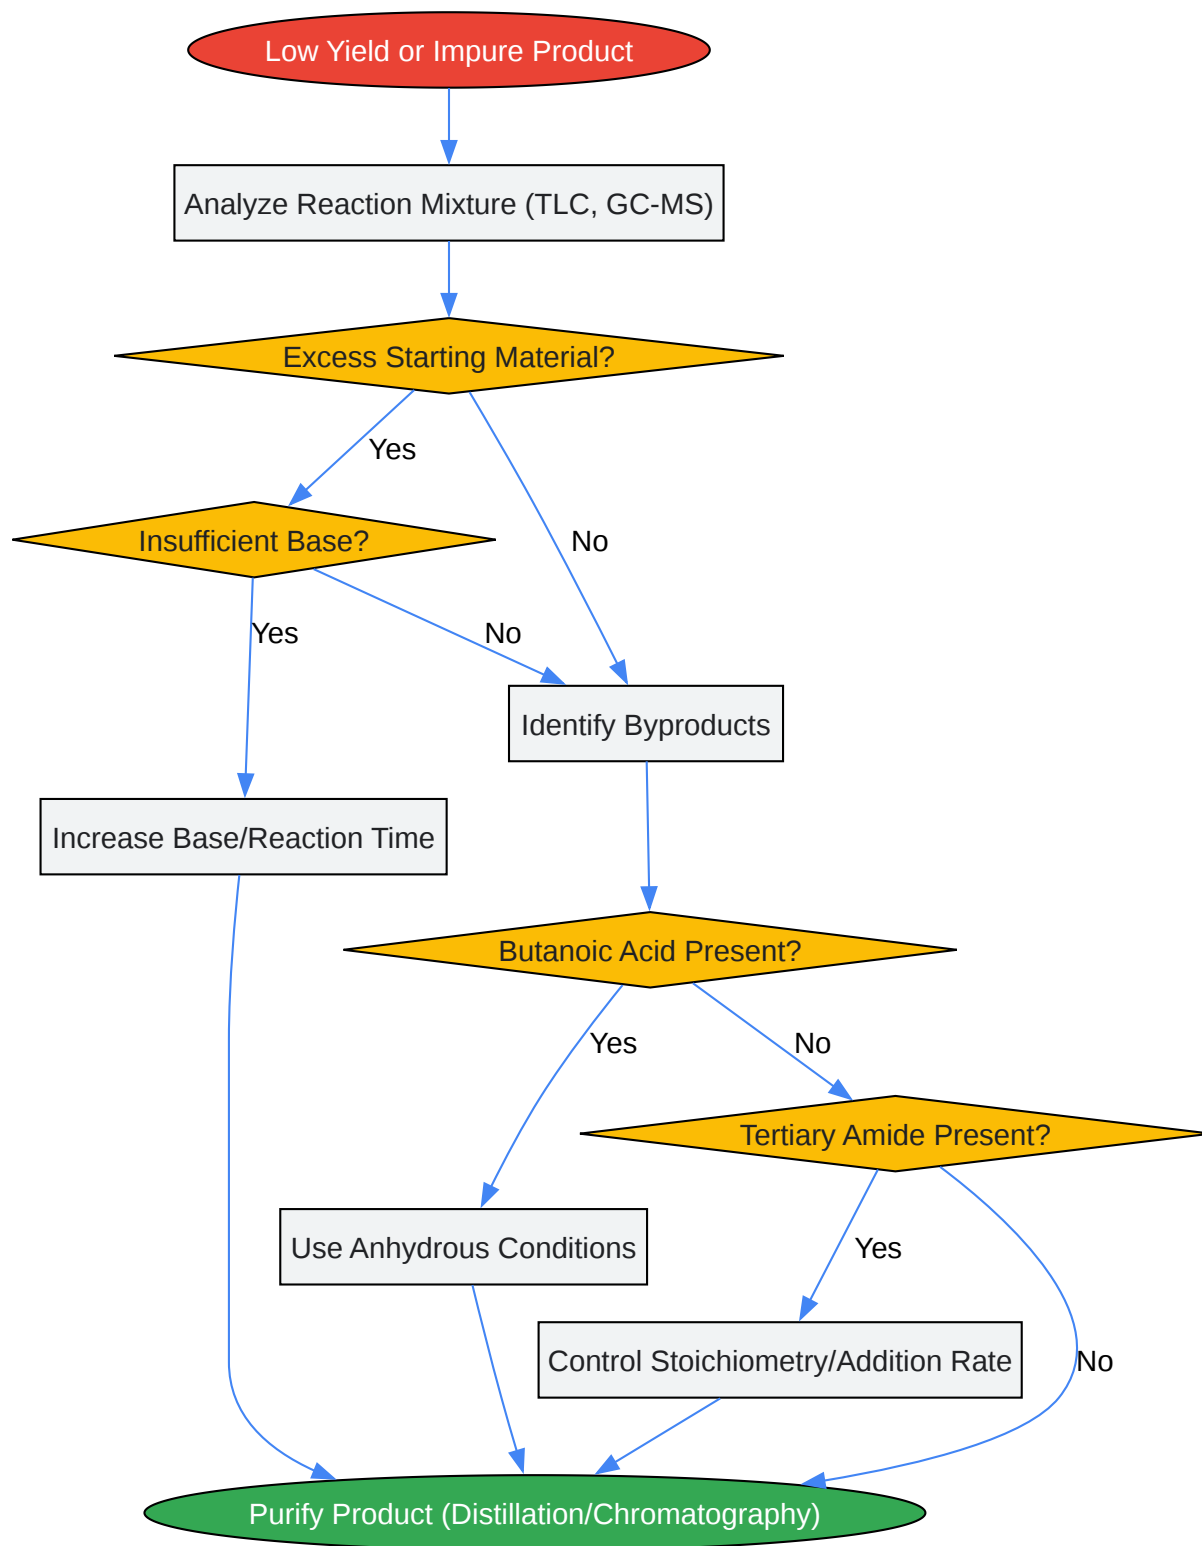 Low Yield or Impure Product
Analyze Reaction Mixture (TLC, GC-MS)
Excess Starting Material?
Yes
No
Insufficient Base?
Yes
No
Identify Byproducts
Increase Base/Reaction Time
Butanoic Acid Present?
Yes
No
Tertiary Amide Present?
Yes
No
Use Anhydrous Conditions
Control Stoichiometry/Addition Rate
Purify Product (Distillation/Chromatography)